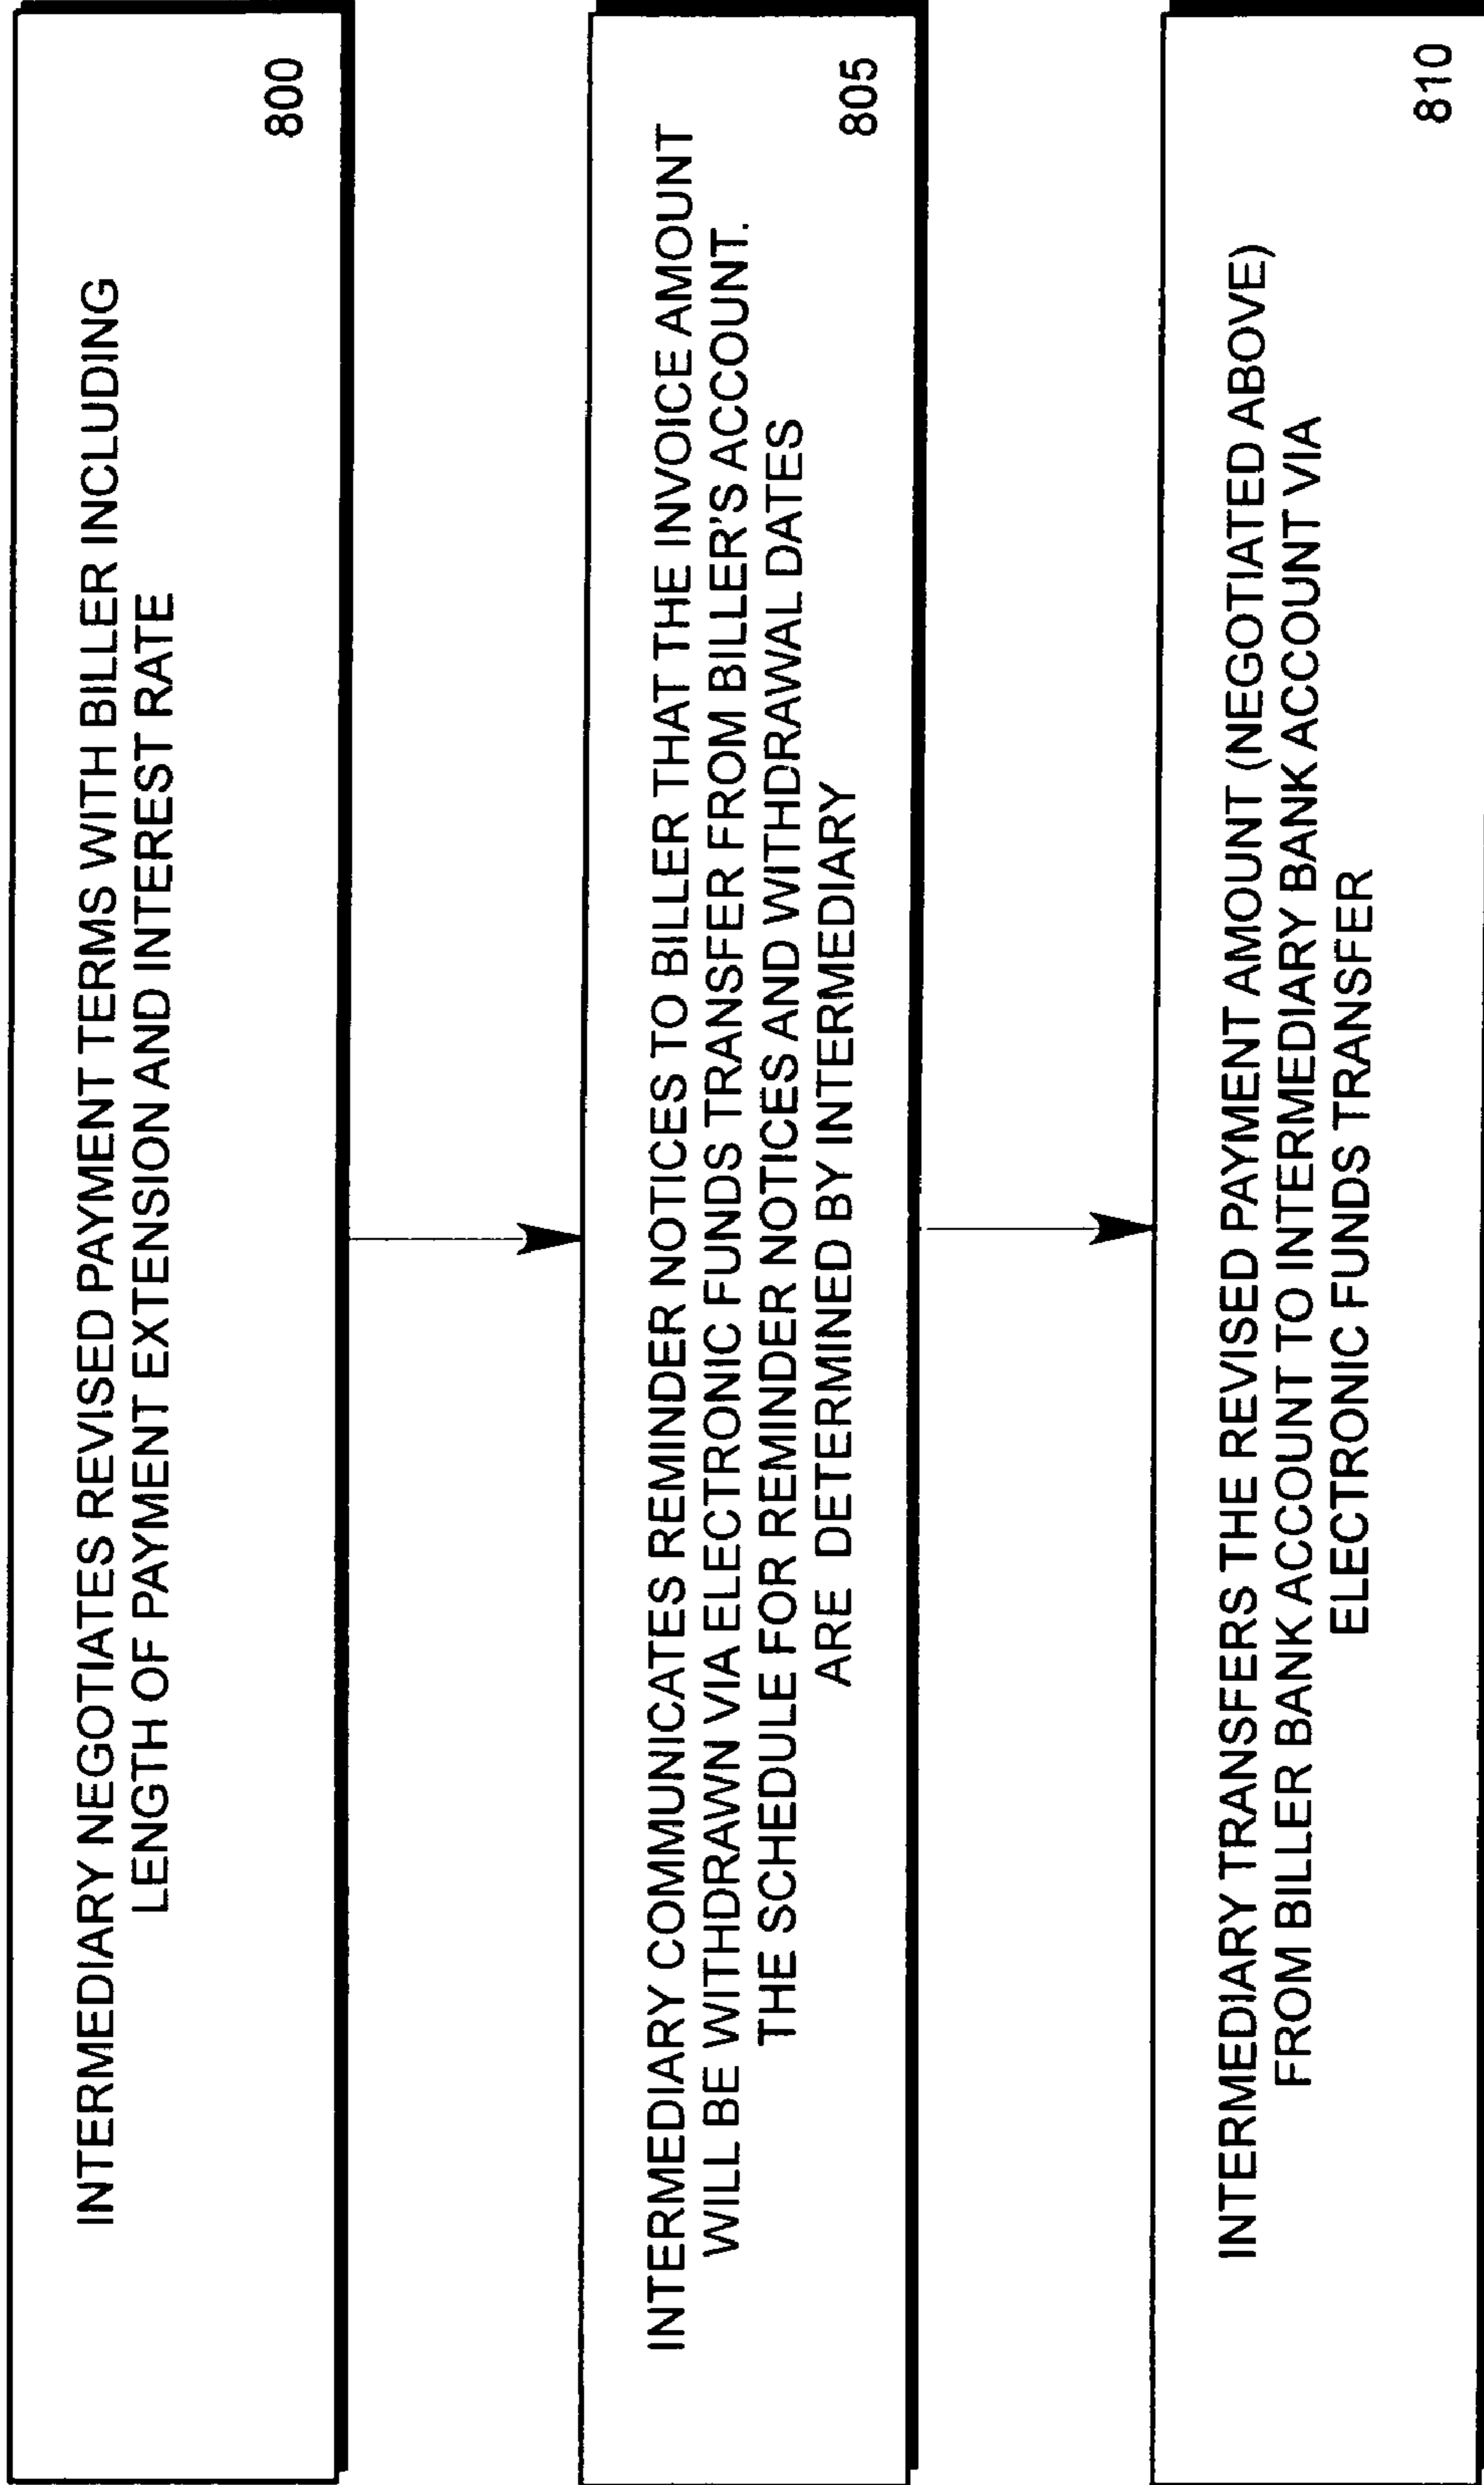 INTERMEDIARY NEGOTIATES REVISED PAYMENT TERMS WITH BILLER INCLUDING
LENGTH OF PAYMENT EXTENSION AND INTEREST RATE
800
INTERMEDIARY COMMUNICATES REMINDER NOTICES TO BILLER THAT THE INVOICE AMOUNT
WILL BE WITHDRAWN VIA ELECTRONIC FUNDS TRANSFER FROM BILLER'S ACCOUNT.
THE SCHEDULE FOR REMINDER NOTICES AND WITHDRAWAL DATES
ARE DETERMINED BY INTERMEDIARY
805
INTERMEDIARY TRANSFERS THE REVISED PAYMENT AMOUNT (NEGOTIATED ABOVE)
FROM BILLER BANK ACCOUNT TO INTERMEDIARY BANK ACCOUNT VIA
ELECTRONIC FUNDS TRANSFER
810